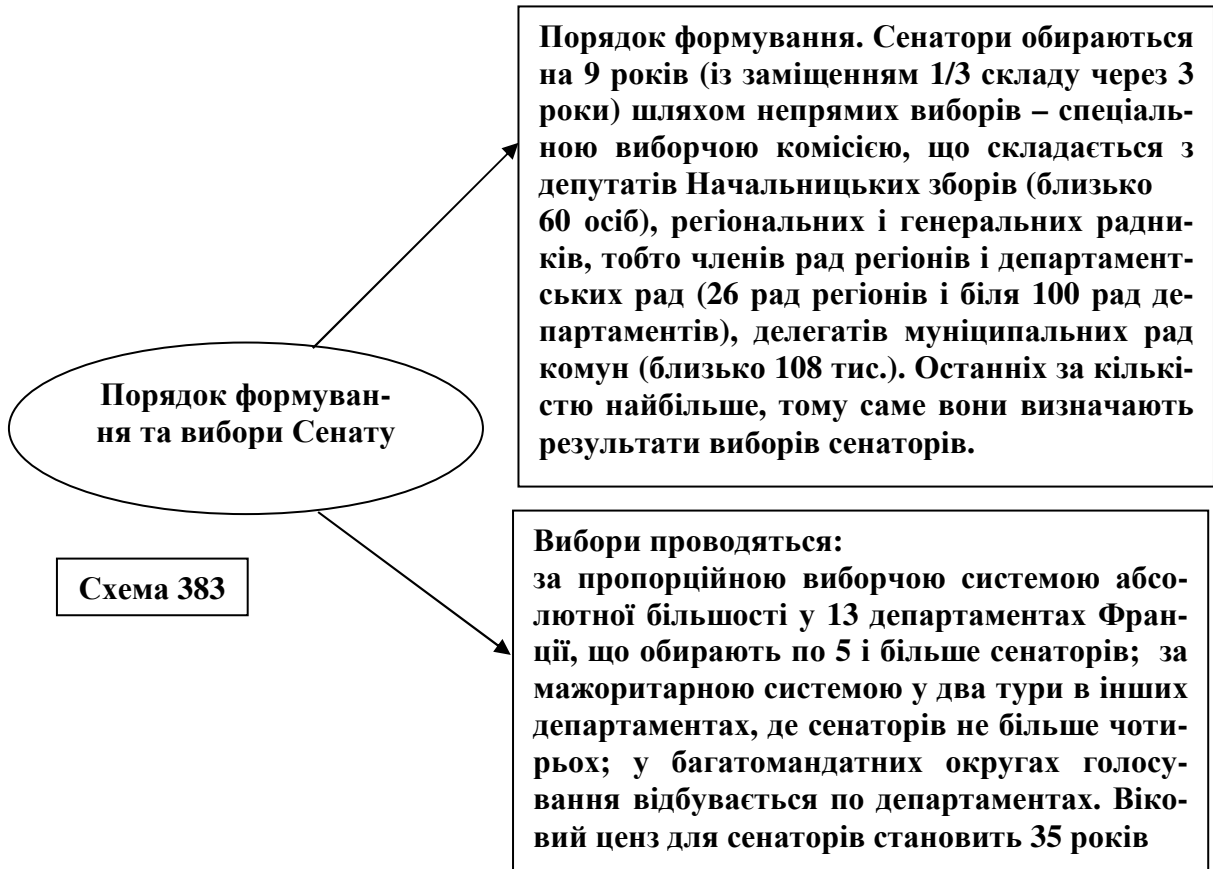 Порядок формування. Сенатори обираються
на 9 років (із заміщенням 1/3 складу через 3
роки) шляхом непрямих виборів – спеціаль-
ною виборчою комісією, що складається з
депутатів Начальницьких зборів (близько
60 осіб), регіональних і генеральних радни-
ків, тобто членів рад регіонів і департамент-
ських рад (26 рад регіонів і біля 100 рад де-
партаментів), делегатів муніципальних рад
комун (близько 108 тис.). Останніх за кількі-
стю найбільше, тому саме вони визначають
результати виборів сенаторів.
Порядок формуван-
ня та вибори Сенату
Схема 383
Вибори проводяться:
за пропорційною виборчою системою абсо-
лютної більшості у 13 департаментах Фран-
ції, що обирають по 5 і більше сенаторів; за
мажоритарною системою у два тури в інших
департаментах, де сенаторів не більше чоти-
рьох; у багатомандатних округах голосу-
вання відбувається по департаментах. Віко-
вий ценз для сенаторів становить 35 років